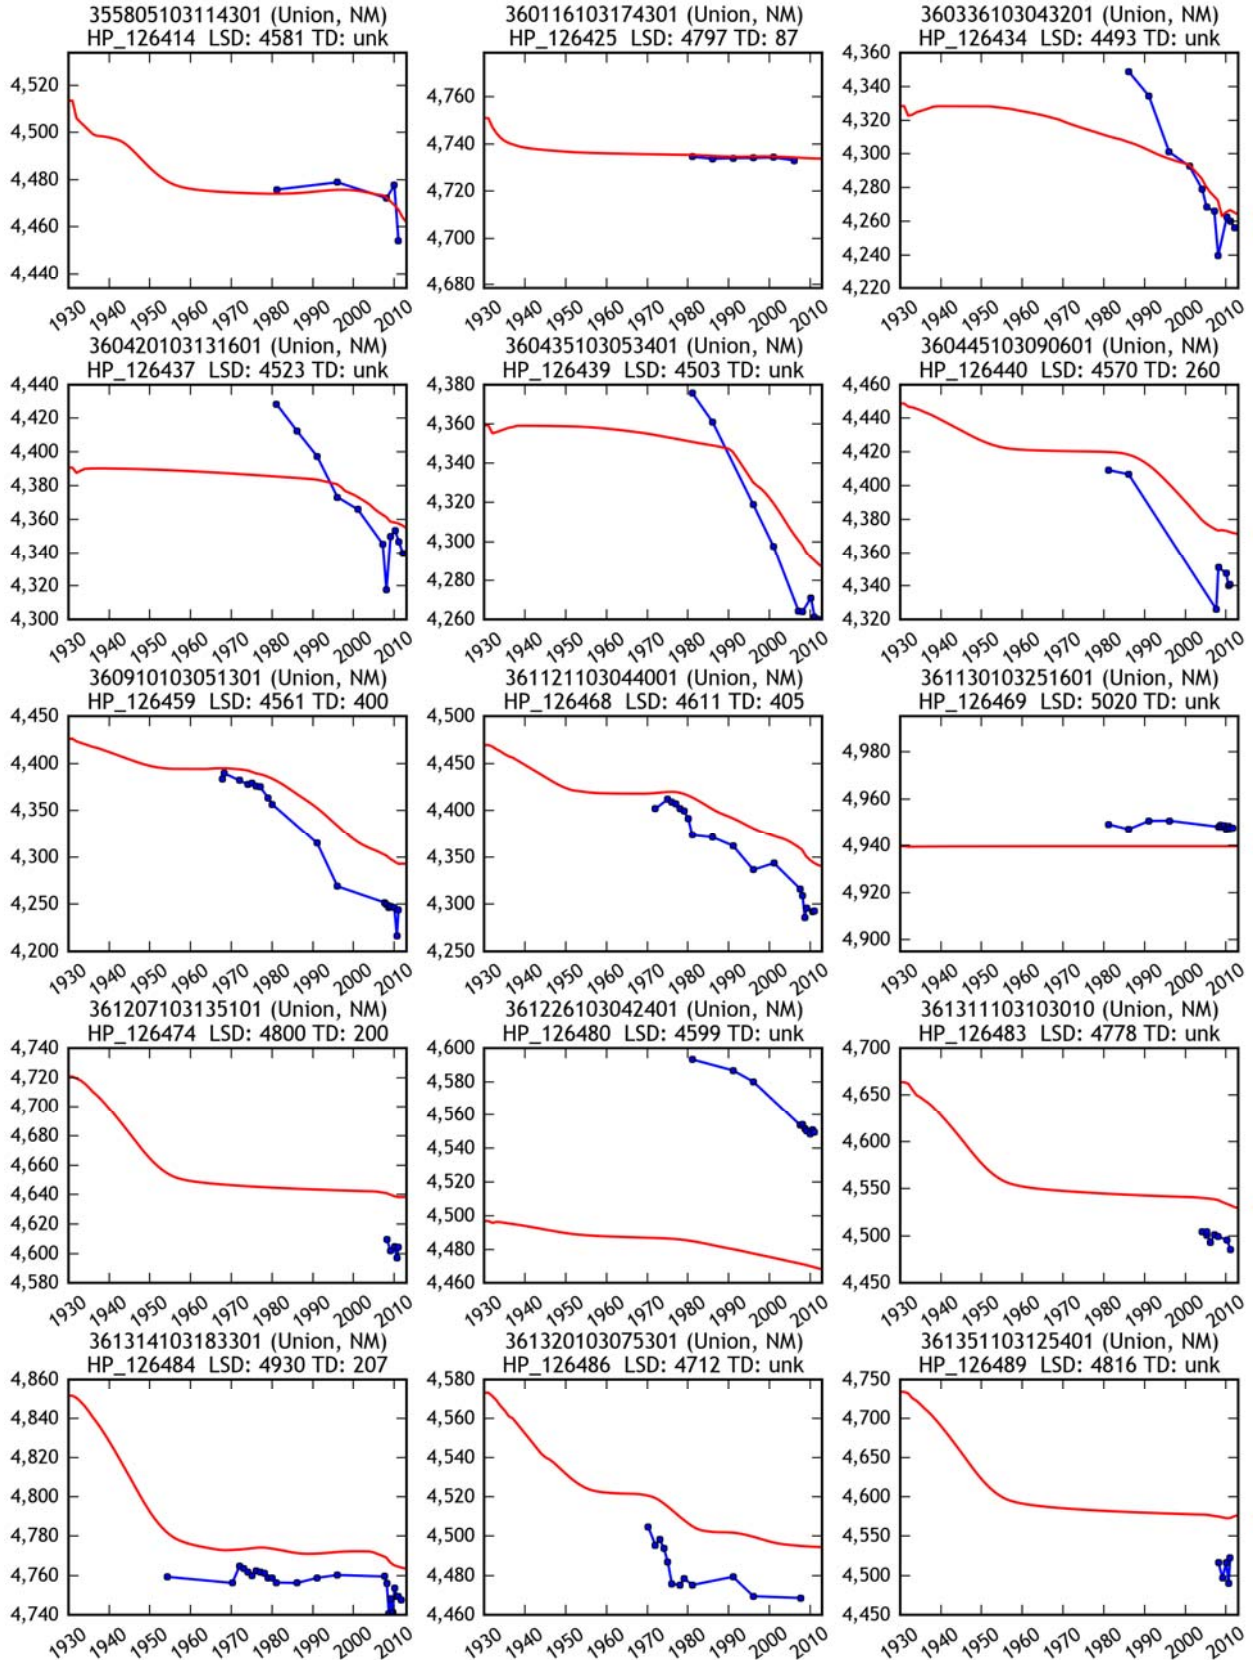 355805103114301 (Union, NM)
HP_126414 LSD: 4581 TD: unk
4,520
4,500
4,480
4,460
4,440
1930 1940 1950 1960 1970 1980 1990 2000 2010
360116103174301 (Union, NM)
HP_126425 LSD: 4797 TD: 87
4,760
4,740
4,720
4,700
4,680
1930 1940 1950 1960 1970 1980 1990 2000 2010
360336103043201 (Union, NM)
HP_126434 LSD: 4493 TD: unk
4,360
4,340
4,320
4,300
4,280
4,260
4,240
4,220
1930 1940 1950 1960 1970 1980 1990 2000 2010
360420103131601 (Union, NM)
HP_126437 LSD: 4523 TD: unk
4,440
4,420
4,400
4,380
4,360
4,340
4,320
4,300
1930 1940 1950 1960 1970 1980 1990 2000 2010
360435103053401 (Union, NM)
HP_126439 LSD: 4503 TD: unk
4,380
4,360
4,340
4,320
4,300
4,280
4,260
1930 1940 1950 1960 1970 1980 1990 2000 2010
360445103090601 (Union, NM)
HP_126440 LSD: 4570 TD: 260
4,460
4,440
4,420
4,400
4,380
4,360
4,340
4,320
1930 1940 1950 1960 1970 1980 1990 2000 2010
360910103051301 (Union, NM)
HP_126459 LSD: 4561 TD: 400
4,450
4,400
4,350
4,300
4,250
4,200
1930 1940 1950 1960 1970 1980 1990 2000 2010
361121103044001 (Union, NM)
HP_126468 LSD: 4611 TD: 405
4,500
4,450
4,400
4,350
4,300
4,250
1930 1940 1950 1960 1970 1980 1990 2000 2010
361130103251601 (Union, NM)
HP_126469 LSD: 5020 TD: unk
4,980
4,960
4,940
4,920
4,900
1930 1940 1950 1960 1970 1980 1990 2000 2010
361207103135101 (Union, NM)
HP_126474 LSD: 4800 TD: 200
4,740
4,720
4,700
4,680
4,660
4,640
4,620
4,600
4,580
1930 1940 1950 1960 1970 1980 1990 2000 2010
361226103042401 (Union, NM)
HP_126480 LSD: 4599 TD: unk
4,600
4,580
4,560
4,540
4,520
4,500
4,480
4,460
1930 1940 1950 1960 1970 1980 1990 2000 2010
361311103103010 (Union, NM)
HP_126483 LSD: 4778 TD: unk
4,700
4,650
4,600
4,550
4,500
4,450
1930 1940 1950 1960 1970 1980 1990 2000 2010
361314103183301 (Union, NM)
HP_126484 LSD: 4930 TD: 207
4,860
4,840
4,820
4,800
4,780
4,760
4,740
1930 1940 1950 1960 1970 1980 1990 2000 2010
361320103075301 (Union, NM)
HP_126486 LSD: 4712 TD: unk
4,580
4,560
4,540
4,520
4,500
4,480
4,460
1930 1940 1950 1960 1970 1980 1990 2000 2010
361351103125401 (Union, NM)
HP_126489 LSD: 4816 TD: unk
4,750
4,700
4,650
4,600
4,550
4,500
4,450
1930 1940 1950 1960 1970 1980 1990 2000 2010